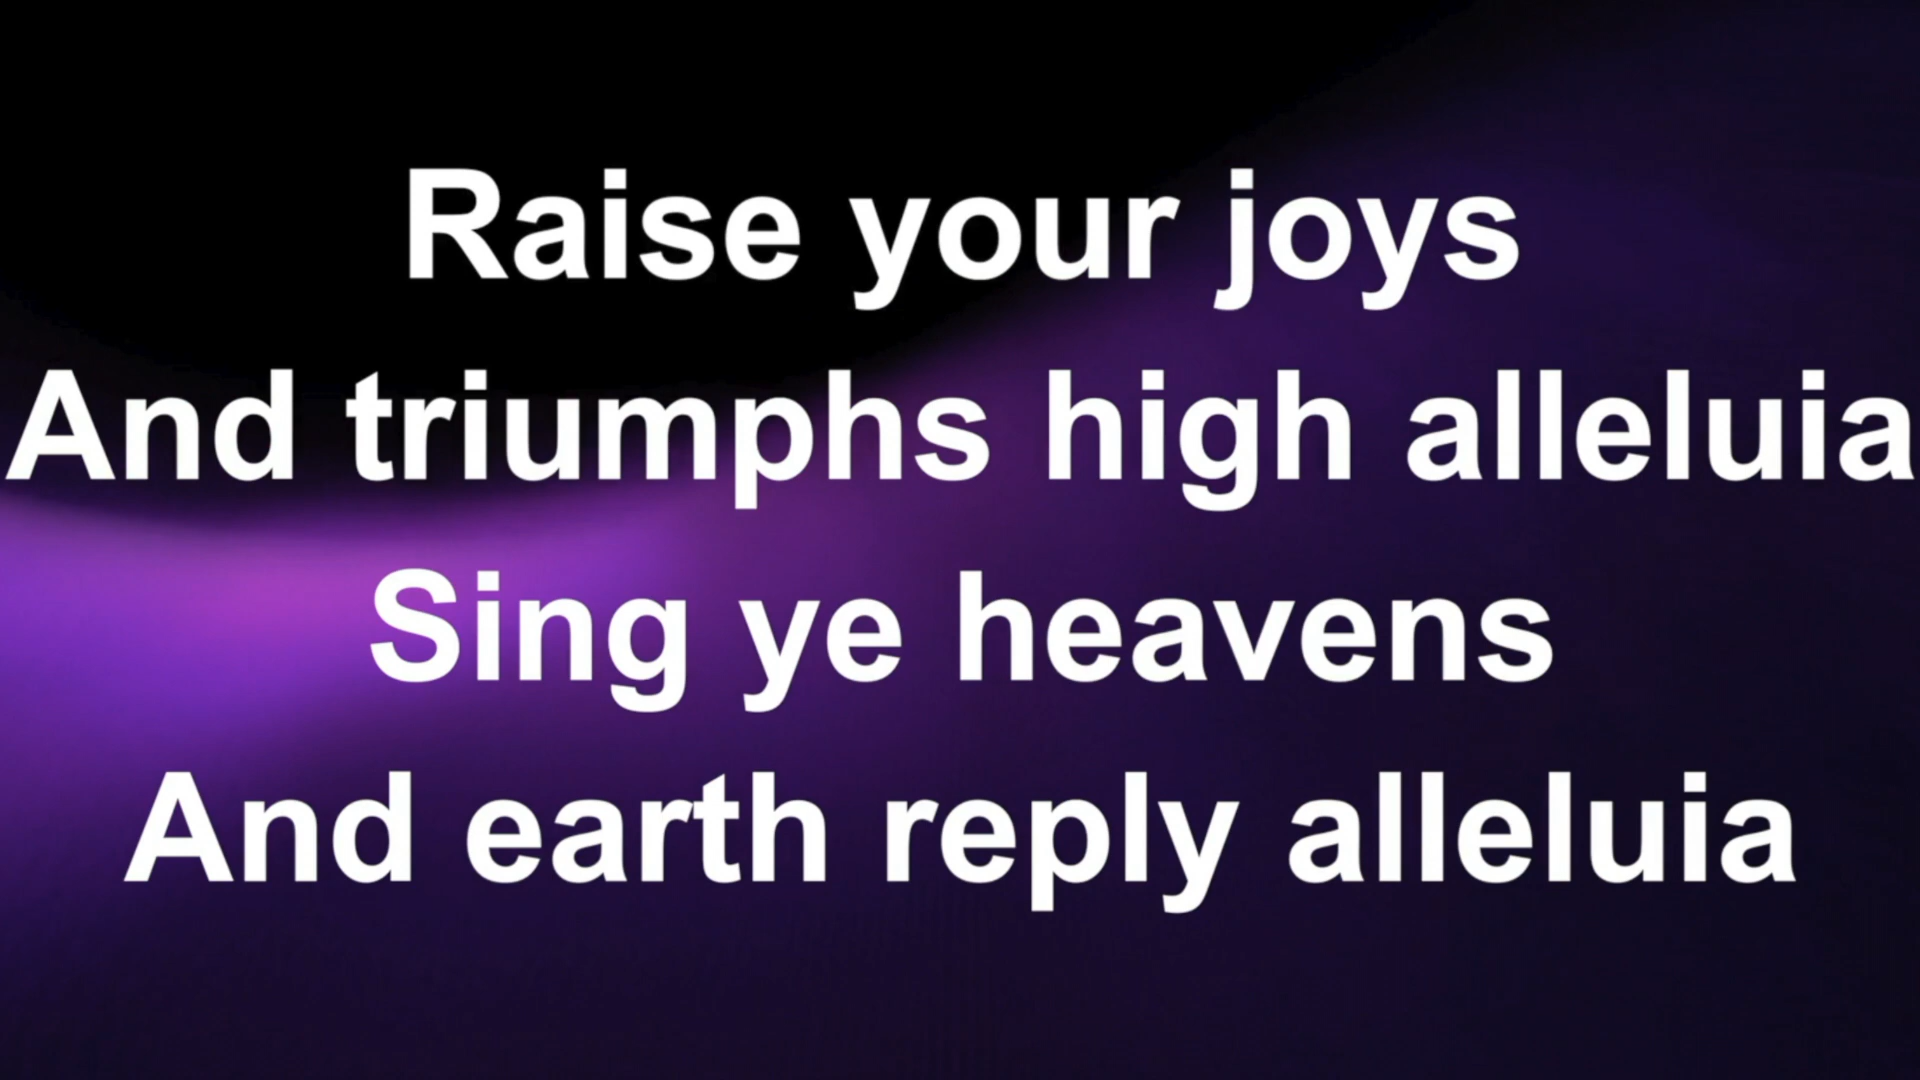 Raise your joys
And triumphs high alleluia
Sing ye heavens
And earth reply alleluia